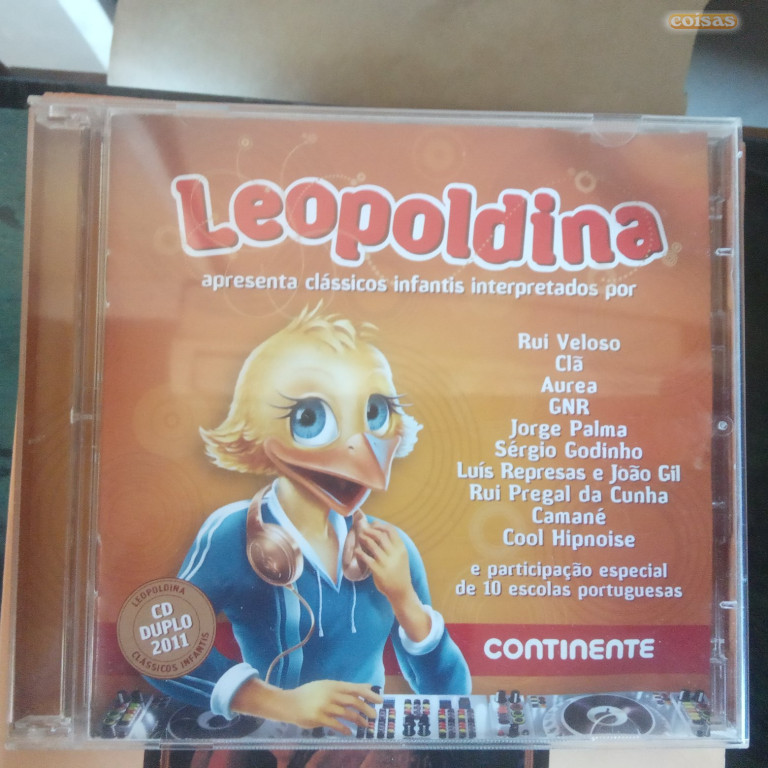 coisas
Leopoldina
apresenta clássicos infantis interpretados por
Rui Veloso
Clã
Aurea
GNR
Jorge Palma
Sérgio Godinho
Luís Represas e João Gil
Rui Pregal da Cunha
Camané
Cool Hipnoise
e participação especial
de 10 escolas portuguesas
LEOPOLDINA
CD
DUPLO
2011
CLÁSSICOS INFANTIS
CONTINENTE